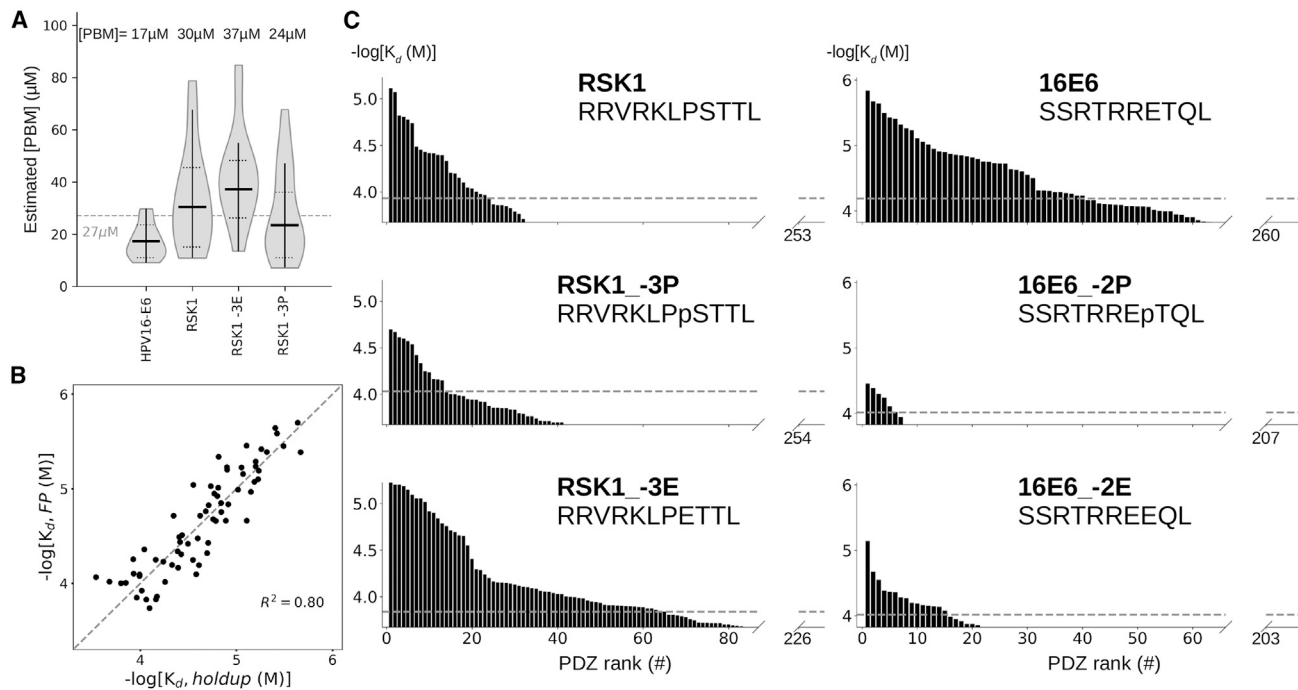 A
100
80
60
40
20
0
Estimated [PBM] (µM)
[PBM]= 17µM 30µM 37µM 24µM
27µM
HPV16-E6
RSK1
RSK1 -3E
RSK1 -3P
B
6
5
4
-log[Kd, FP (M)]
R² = 0.80
4 5 6
-log[Kd, holdup (M)]
C
-log[Kd (M)]
RSK1
RRVRKLPSTTL
5.0
4.5
4.0
253
RSK1_-3P
RRVRKLPpSTTL
5.0
4.5
4.0
254
RSK1_-3E
RRVRKLPETTL
5.0
4.5
4.0
0 20 40 60 80 226
PDZ rank (#)
-log[Kd (M)]
16E6
SSRTRRETQL
6
5
4
260
16E6_-2P
SSRTRREpTQL
6
5
4
207
16E6_-2E
SSRTRREEQL
6
5
4
0 10 20 30 40 50 60 203
PDZ rank (#)